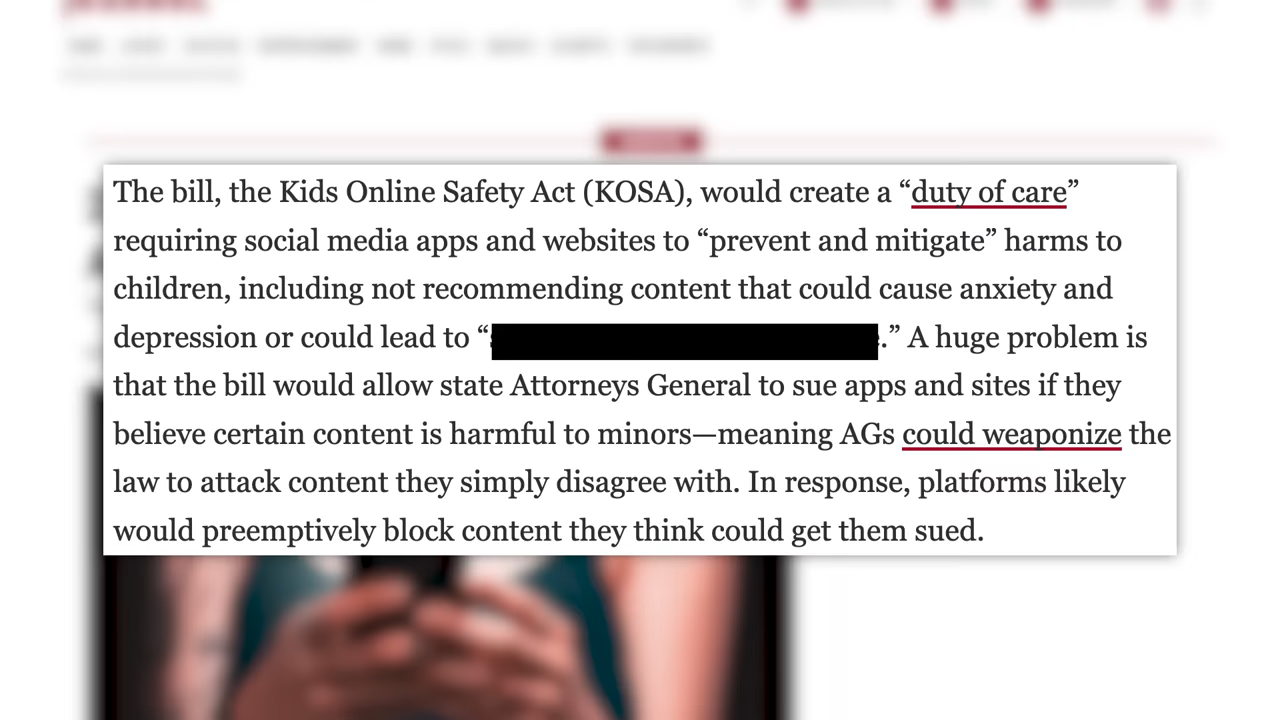 The bill, the Kids Online Safety Act (KOSA), would create a “duty of care”
requiring social media apps and websites to “prevent and mitigate” harms to
children, including not recommending content that could cause anxiety and
depression or could lead to “.” A huge problem is
that the bill would allow state Attorneys General to sue apps and sites if they
believe certain content is harmful to minors—meaning AGs could weaponize the
law to attack content they simply disagree with. In response, platforms likely
would preemptively block content they think could get them sued.